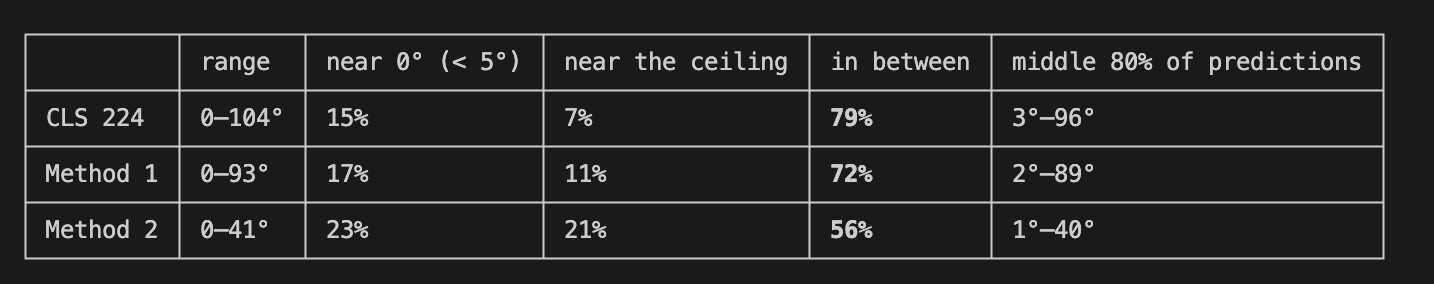 range near 0° (< 5°) near the ceiling in between middle 80% of predictions
CLS 224 0–104° 15% 7% 79% 3°–96°
Method 1 0–93° 17% 11% 72% 2°–89°
Method 2 0–41° 23% 21% 56% 1°–40°